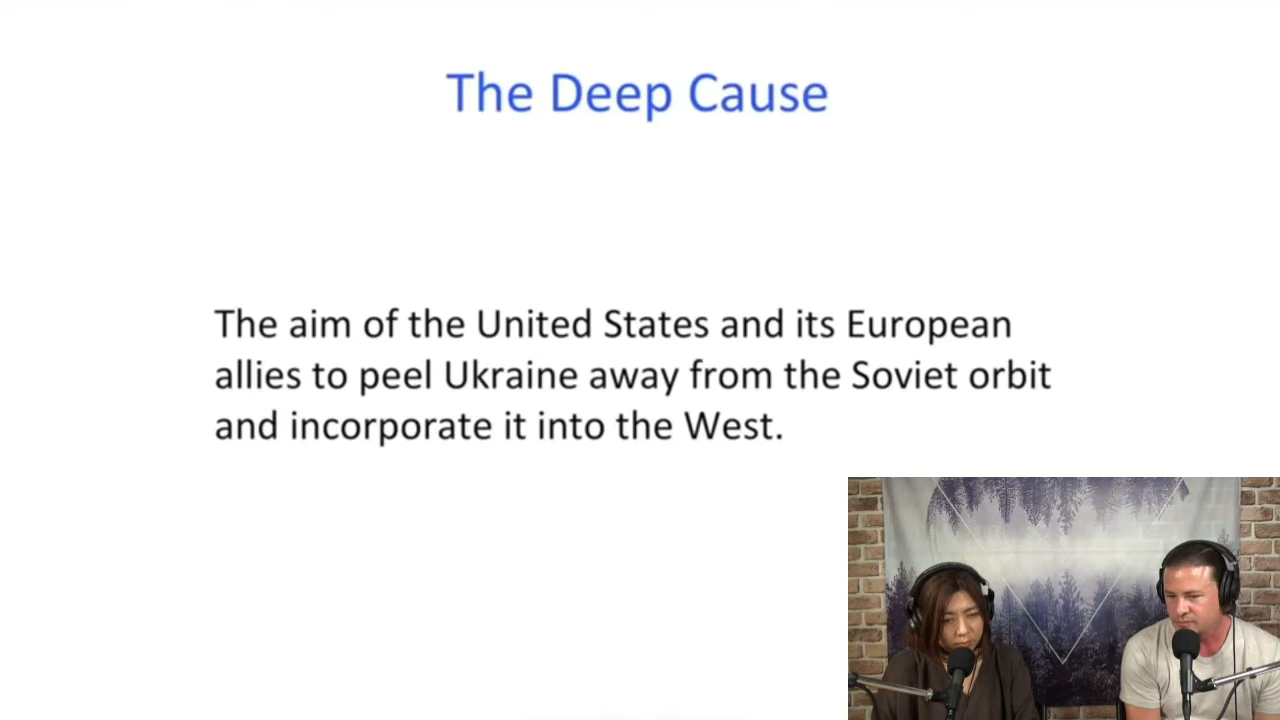 The Deep Cause
The aim of the United States and its European
allies to peel Ukraine away from the Soviet orbit
and incorporate it into the West.